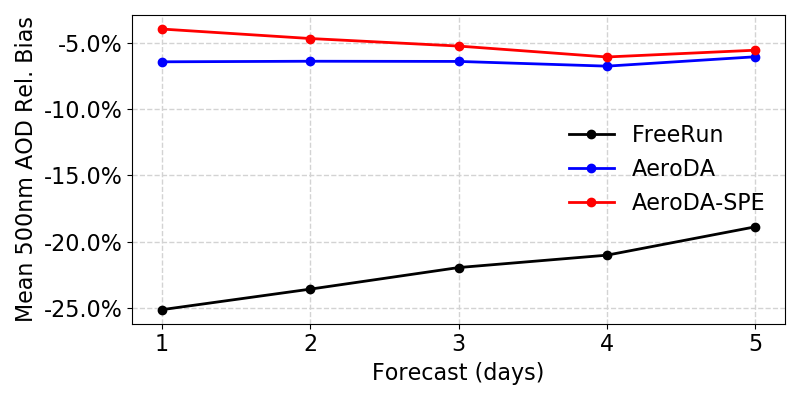 Mean 500nm AOD Rel. Bias
-5.0%
-10.0%
-15.0%
-20.0%
-25.0%
FreeRun
AeroDA
AeroDA-SPE
1 2 3 4 5
Forecast (days)